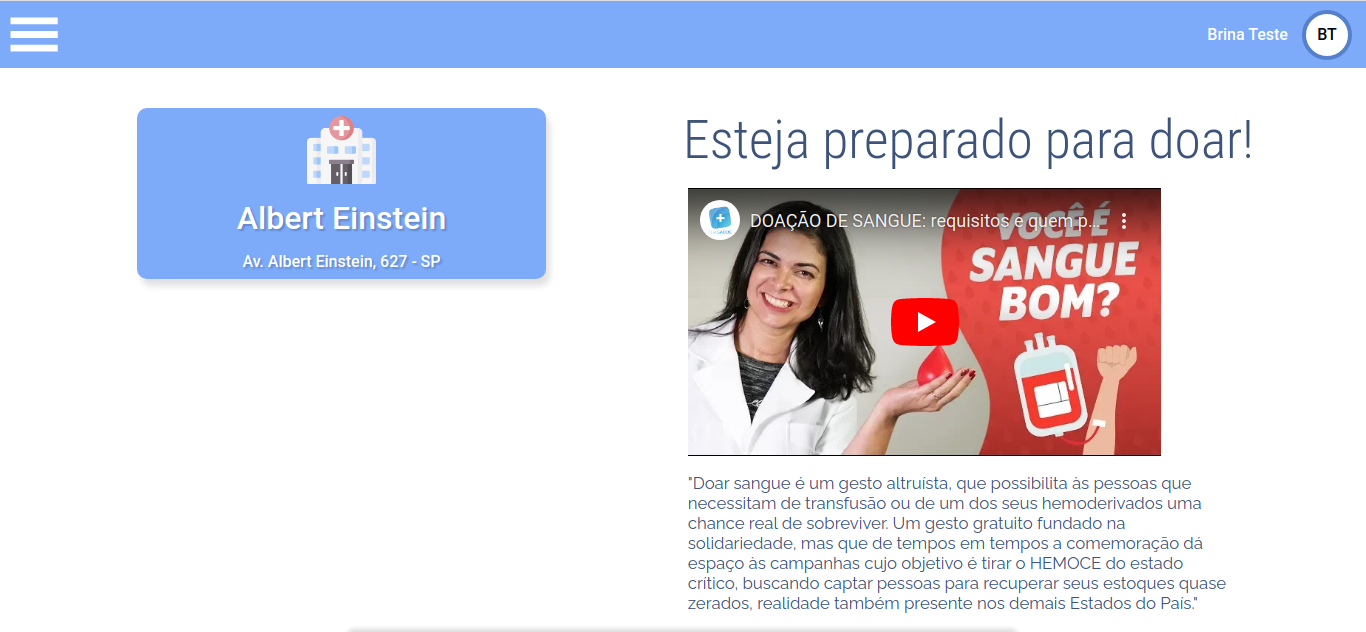 Brina Teste
BT
Albert Einstein
Av. Albert Einstein, 627 - SP
Esteja preparado para doar!
DOAÇÃO DE SANGUE: requisitos e quem p...
VOCÊ É
SANGUE
BOM?
"Doar sangue é um gesto altruísta, que possibilita às pessoas que
necessitam de transfusão ou de um dos seus hemoderivados uma
chance real de sobreviver. Um gesto gratuito fundado na
solidariedade, mas que de tempos em tempos a comemoração dá
espaço às campanhas cujo objetivo é tirar o HEMOCE do estado
crítico, buscando captar pessoas para recuperar seus estoques quase
zerados, realidade também presente nos demais Estados do País."